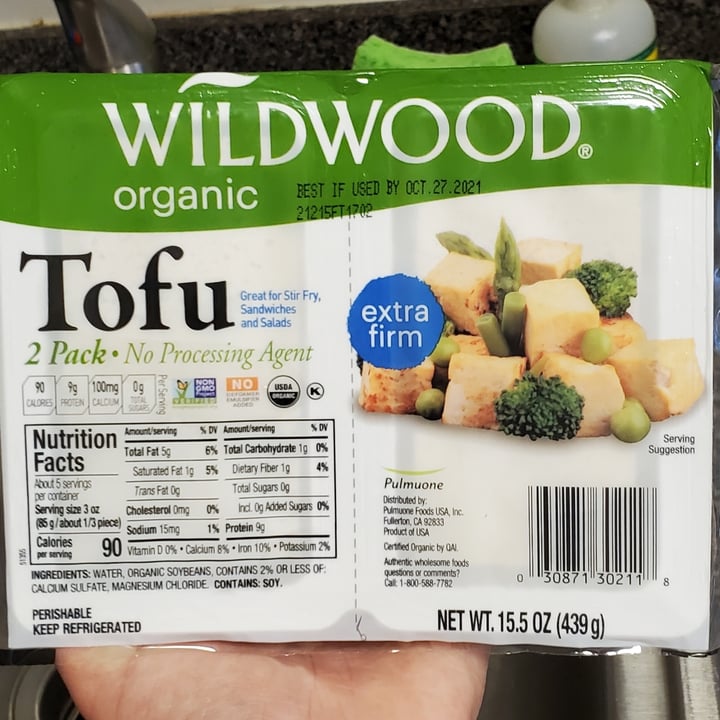 WILDWOOD®
organic
BEST IF USED BY OCT.27.2021
21215FT1702
Tofu
Great for Stir Fry,
Sandwiches
and Salads
2 Pack • No Processing Agent
extra
firm
90
CALORIES
9g
PROTEIN
100mg
CALCIUM
0g
TOTAL
SUGARS
Per Serving
NON
GMO
Project
VERIFIED
NO
DEFOAMER
EMULSIFIER
ADDED
USDA
ORGANIC
K
Nutrition
Facts
About 5 servings
per container
Serving size 3 oz
(85 g / about 1/3 piece)
Calories 90
per serving
Amount/serving % DV
Total Fat 5g 6%
Saturated Fat 1g 5%
Trans Fat 0g
Cholesterol 0mg 0%
Sodium 15mg 1%
Amount/serving % DV
Total Carbohydrate 1g 0%
Dietary Fiber 1g 4%
Total Sugars 0g
Incl. 0g Added Sugars 0%
Protein 9g
Vitamin D 0% • Calcium 8% • Iron 10% • Potassium 2%
INGREDIENTS: WATER, ORGANIC SOYBEANS, CONTAINS 2% OR LESS OF:
CALCIUM SULFATE, MAGNESIUM CHLORIDE. CONTAINS: SOY.
PERISHABLE
KEEP REFRIGERATED
Serving
Suggestion
Pulmuone
Distributed by:
Pulmuone Foods USA, Inc.
Fullerton, CA 92833
Product of USA
Certified Organic by QAI.
Authentic wholesome foods
questions or comments?
Call: 1-800-588-7782
0 30871 30211 8
NET WT. 15.5 OZ (439 g)